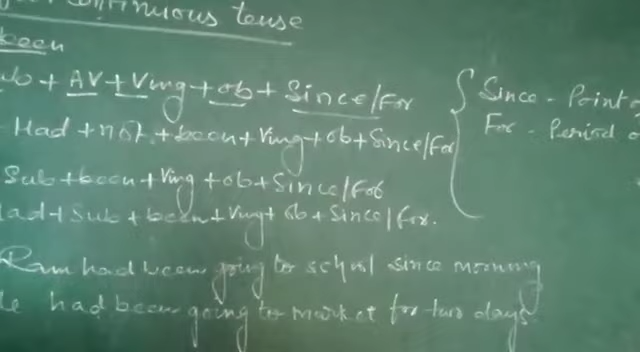 Continuous tense
been
ub + AV + Ving + ob + Since/For
Had + not + been + Ving + ob + Since/For
Sub + been + Ving + ob + Since/For
Had + Sub + been + Ving + ob + Since/For.
Ram had been going to school since morning
He had been going to market for two days.
Since - Point
For - Period o